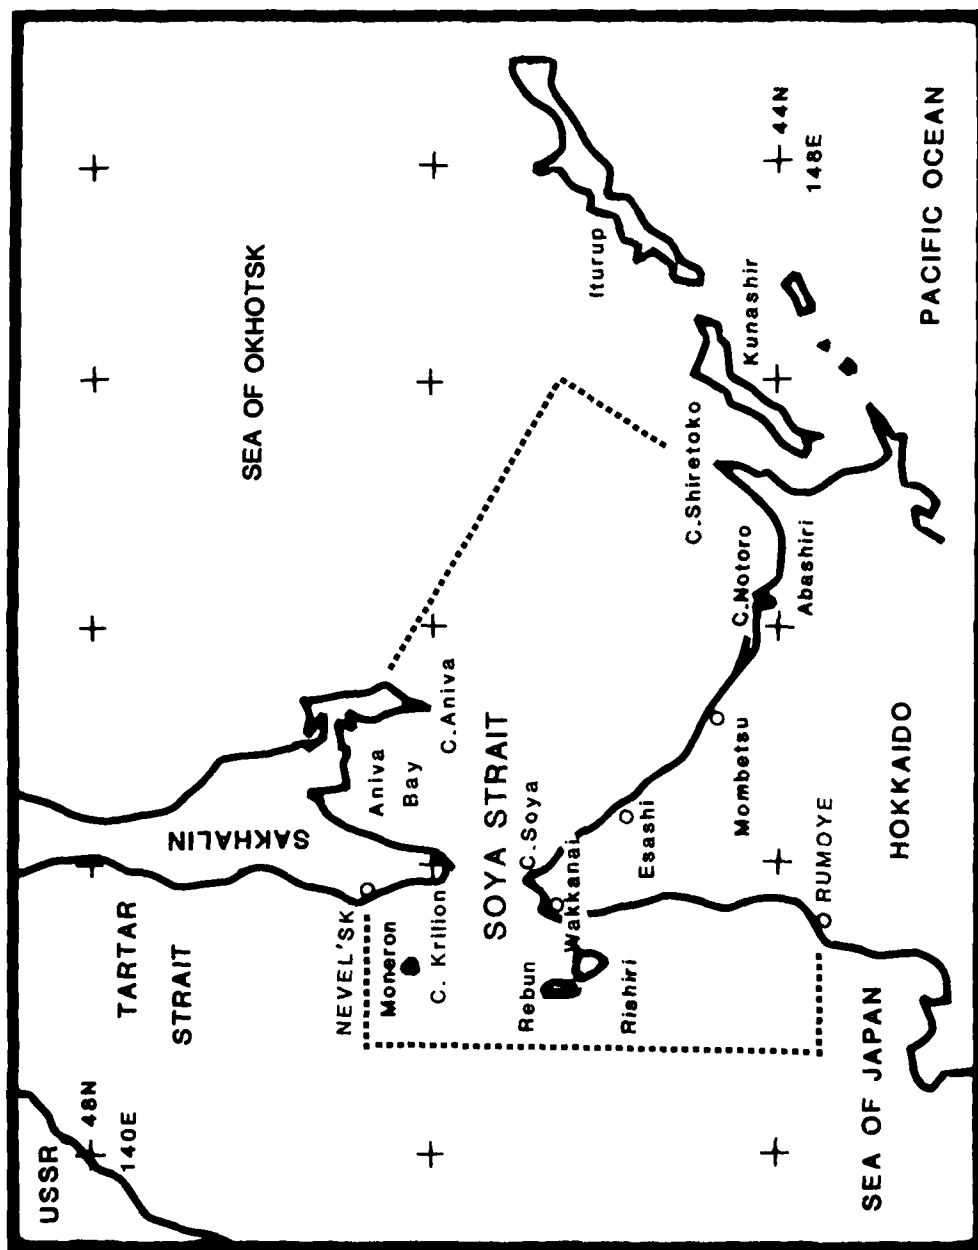 USSR
48N
140E
TARTAR
STRAIT
SAKHALIN
SEA OF OKHOTSK
NEVEL'SK
Moneron
C. Krilion
Aniva
Bay
C.Aniva
SOYA STRAIT
C.Soya
Rebun
Wakkanai
Rishiri
Esashi
Mombetsu
C.Notoro
Abashiri
C.Shiretoko
Iturup
Kunashir
44N
148E
RUMOYE
HOKKAIDO
SEA OF JAPAN
PACIFIC OCEAN